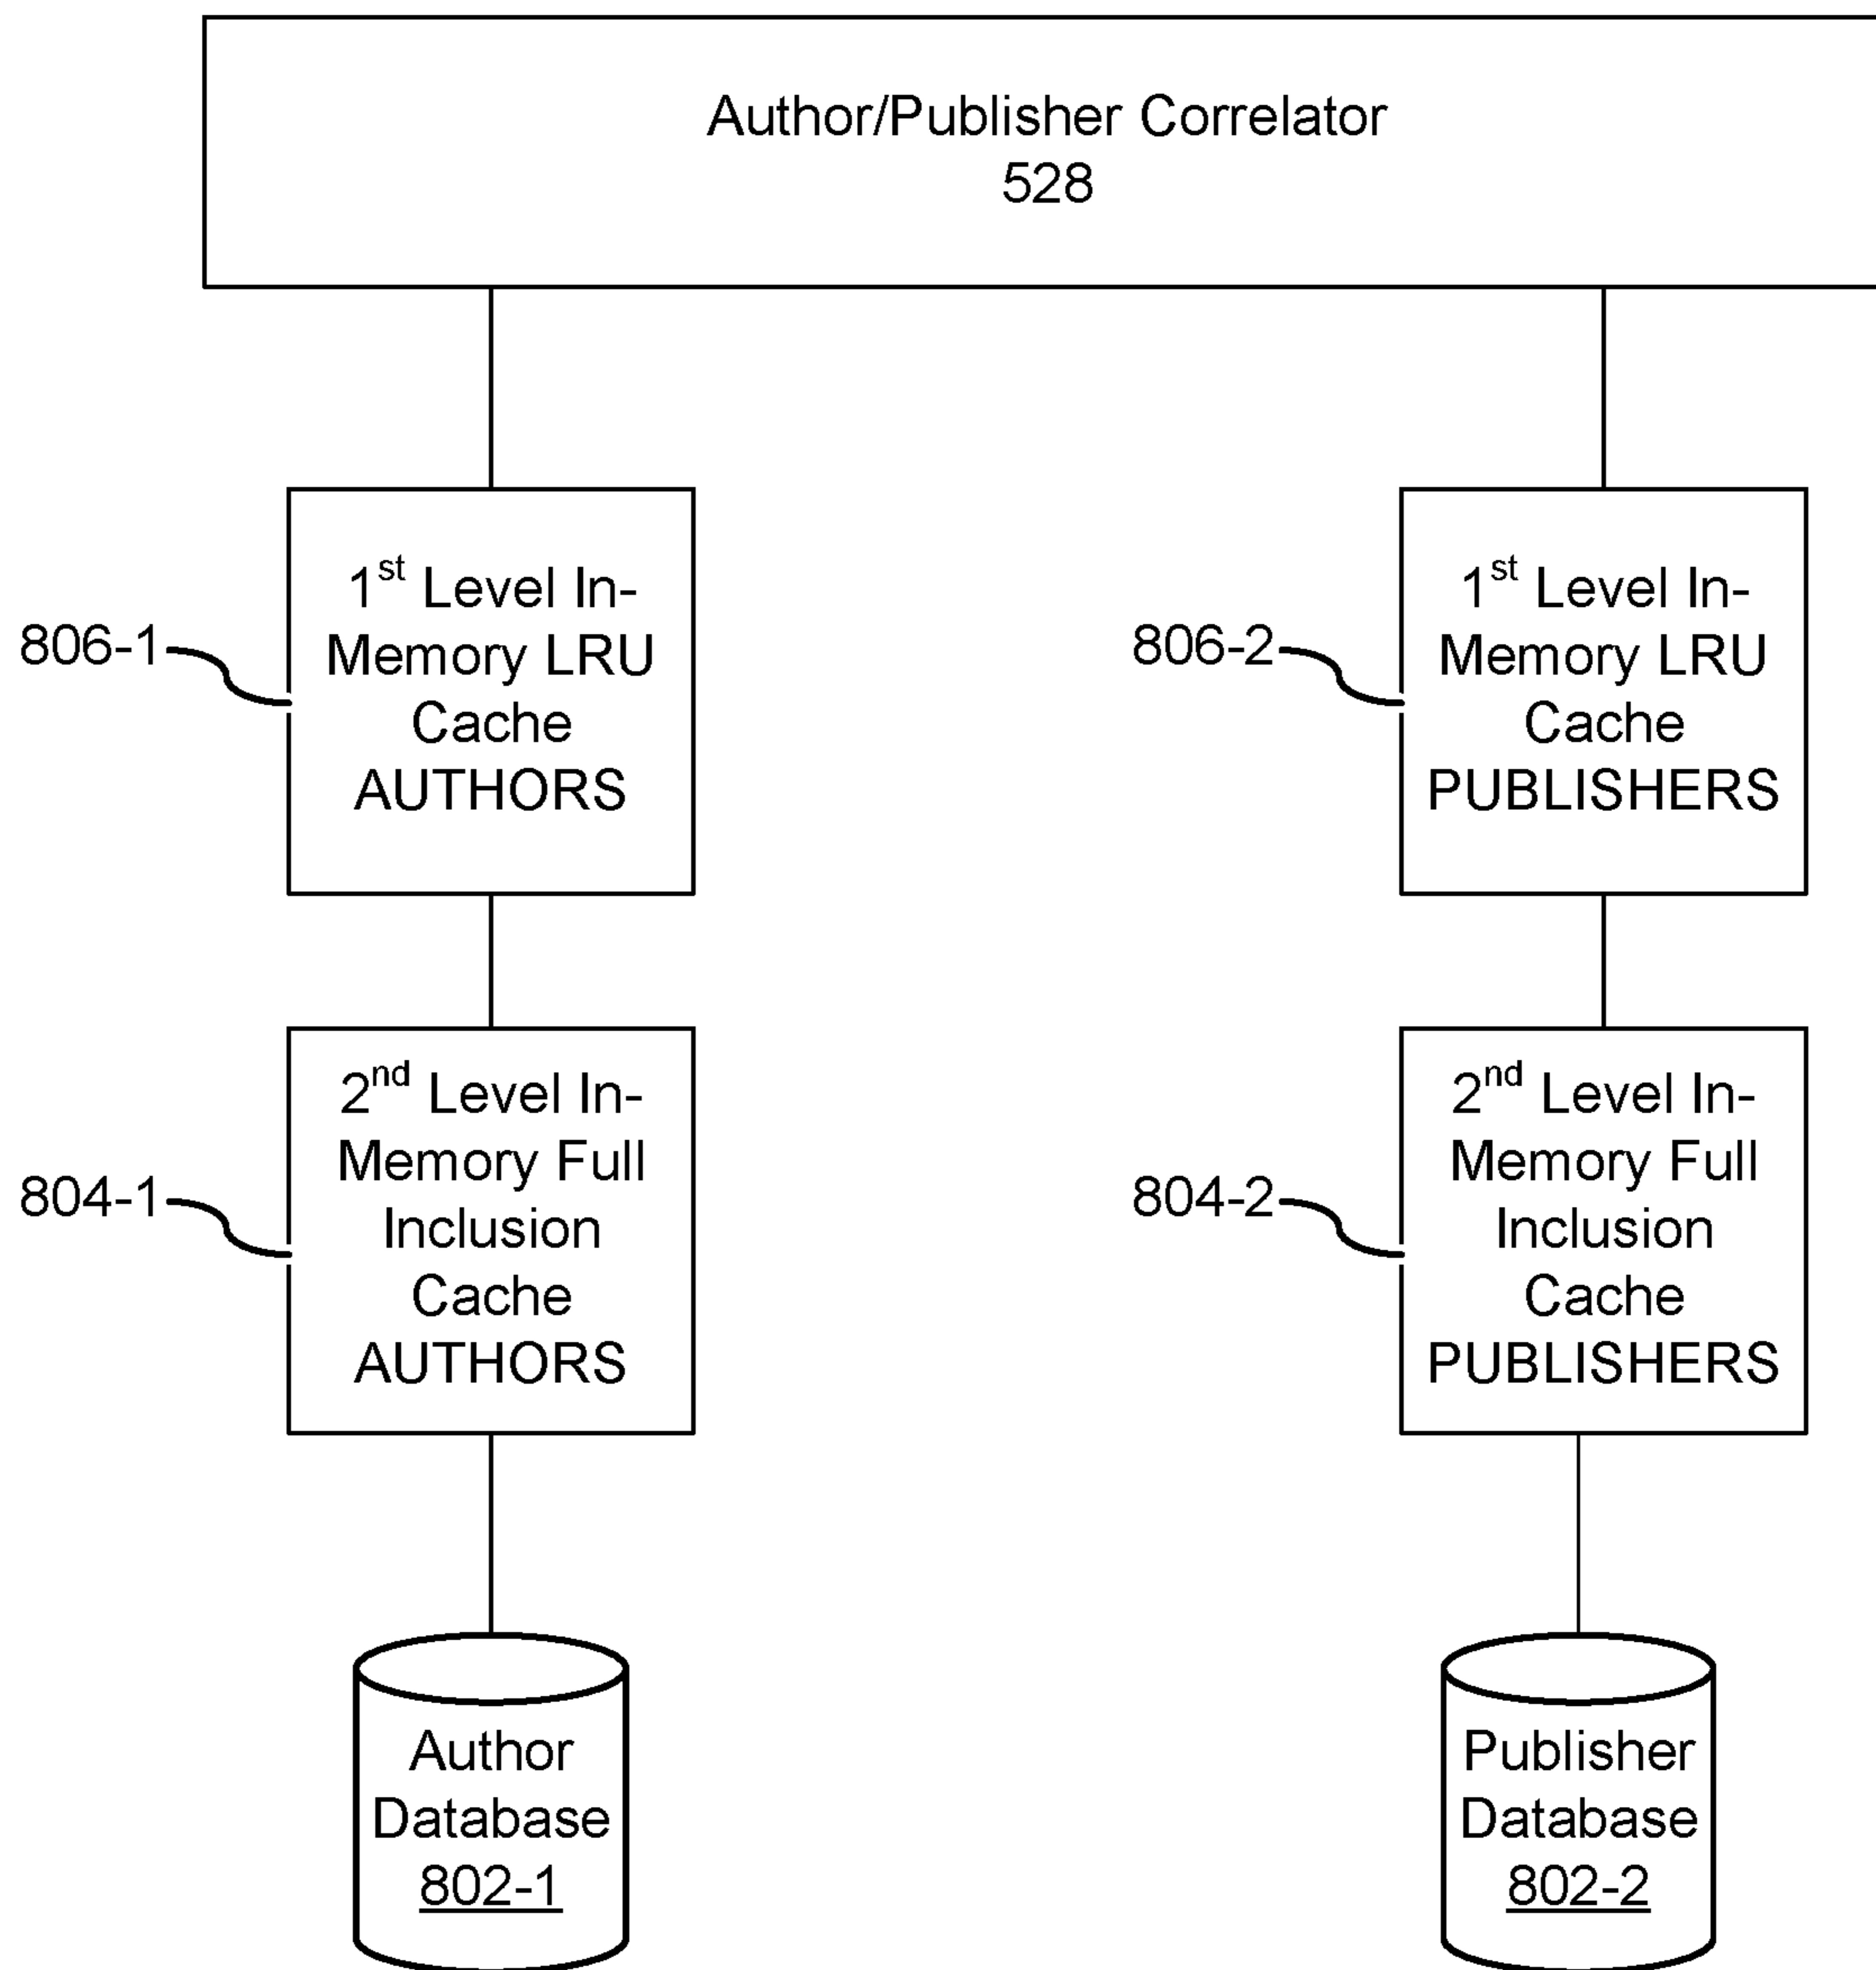 Author/Publisher Correlator
528
1st Level In-
Memory LRU
Cache
AUTHORS
806-1
1st Level In-
Memory LRU
Cache
PUBLISHERS
806-2
2nd Level In-
Memory Full
Inclusion
Cache
AUTHORS
804-1
2nd Level In-
Memory Full
Inclusion
Cache
PUBLISHERS
804-2
Author
Database
802-1
Publisher
Database
802-2